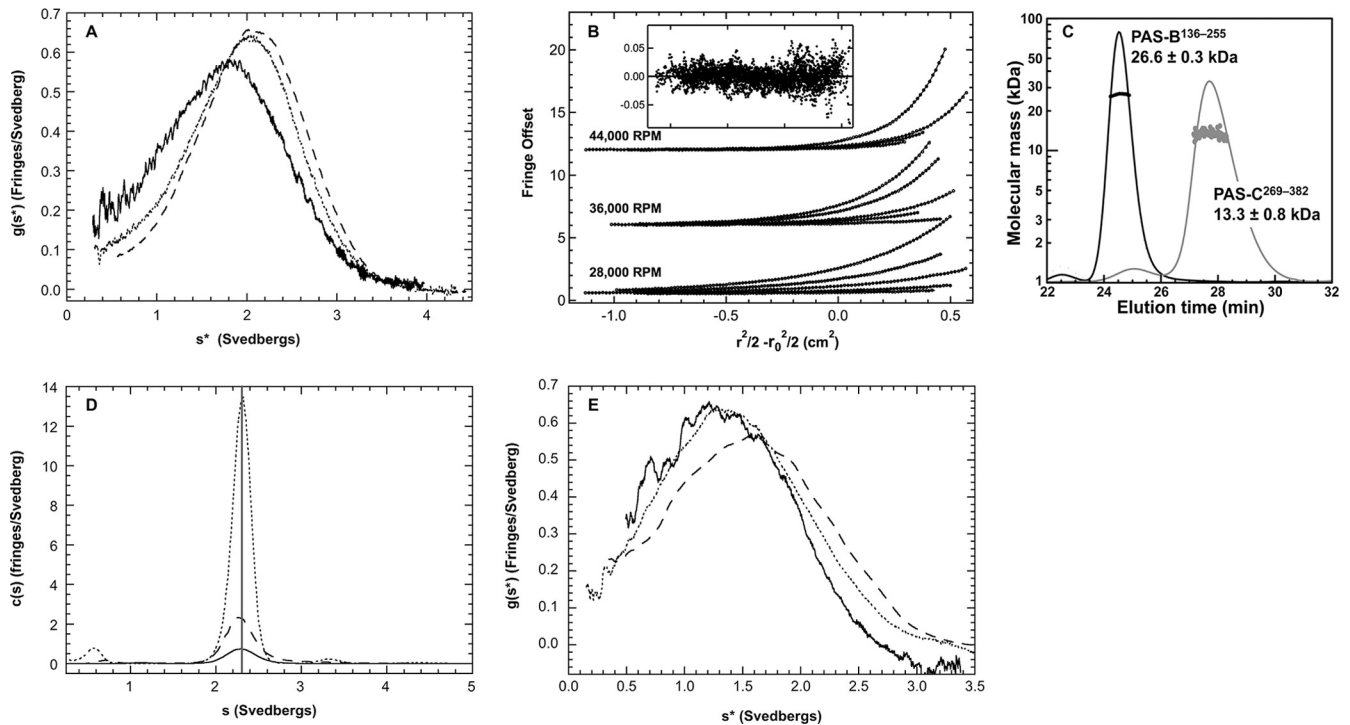 A
g(s*) (Fringes/Svedberg)
0.7
0.6
0.5
0.4
0.3
0.2
0.1
0.0
0 1 2 3 4
s* (Svedbergs)
B
Fringe Offset
20
15
10
5
0
0.05
0.00
-0.05
44,000 RPM
36,000 RPM
28,000 RPM
-1.0 -0.5 0.0 0.5
r²/2 -r₀²/2 (cm²)
C
Molecular mass (kDa)
100
80
50
30
20
10
5
3
2
1
PAS-B¹³⁶⁻²⁵⁵
26.6 ± 0.3 kDa
PAS-C²⁶⁹⁻³⁸²
13.3 ± 0.8 kDa
22 24 26 28 30 32
Elution time (min)
D
c(s) (fringes/Svedberg)
14
12
10
8
6
4
2
0
1 2 3 4 5
s (Svedbergs)
E
g(s*) (Fringes/Svedberg)
0.7
0.6
0.5
0.4
0.3
0.2
0.1
0.0
0.0 0.5 1.0 1.5 2.0 2.5 3.0 3.5
s* (Svedbergs)